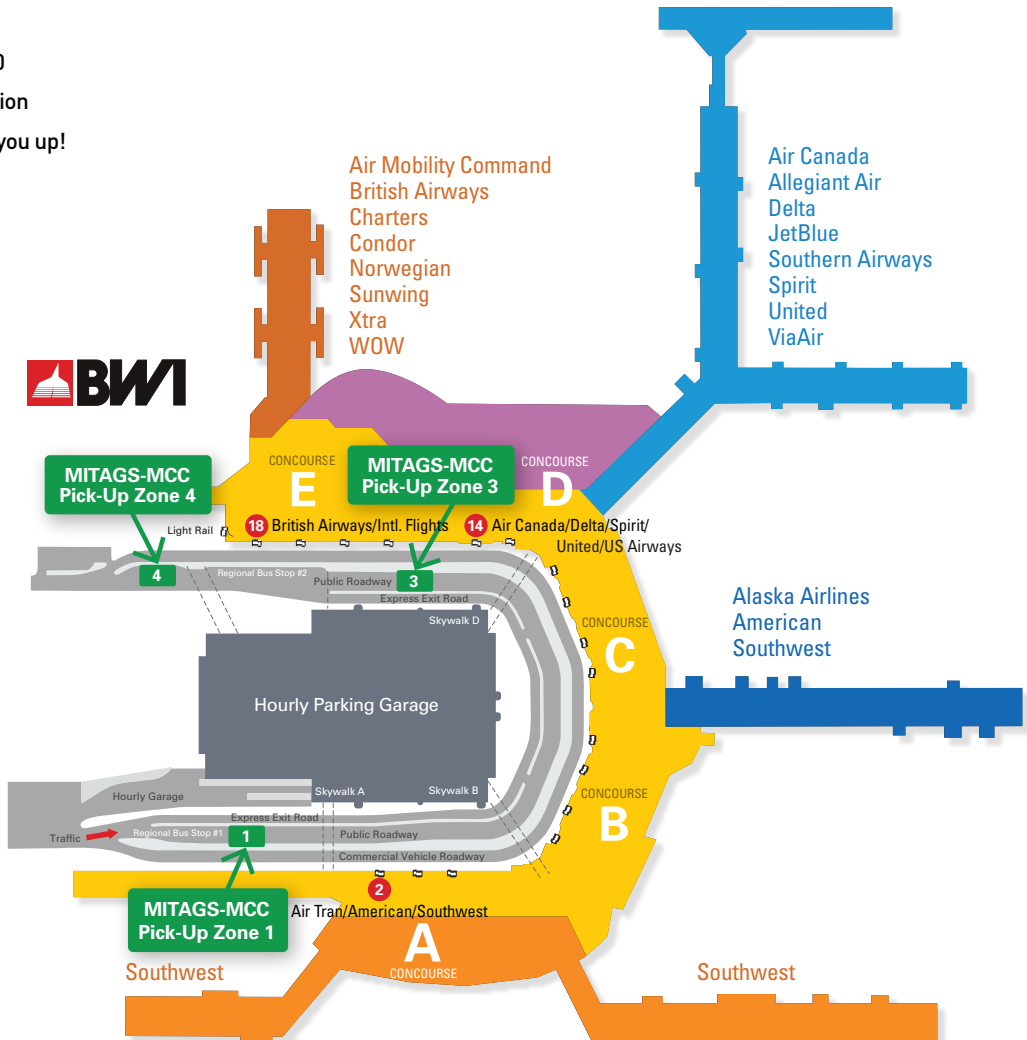 you up!
Air Mobility Command
British Airways
Charters
Condor
Norwegian
Sunwing
Xtra
WOW
Air Canada
Allegiant Air
Delta
JetBlue
Southern Airways
Spirit
United
ViaAir
BWI
MITAGS-MCC
Pick-Up Zone 4
CONCOURSE
E
MITAGS-MCC
Pick-Up Zone 3
CONCOURSE
D
Light Rail
18 British Airways/Intl. Flights
14 Air Canada/Delta/Spirit/
United/US Airways
4
Regional Bus Stop #2
Public Roadway
3
Express Exit Road
Skywalk D
CONCOURSE
C
Alaska Airlines
American
Southwest
Hourly Parking Garage
Skywalk A
Skywalk B
Hourly Garage
CONCOURSE
B
Express Exit Road
Traffic
Regional Bus Stop #1
1
Public Roadway
Commercial Vehicle Roadway
2
Air Tran/American/Southwest
MITAGS-MCC
Pick-Up Zone 1
A
CONCOURSE
Southwest
Southwest